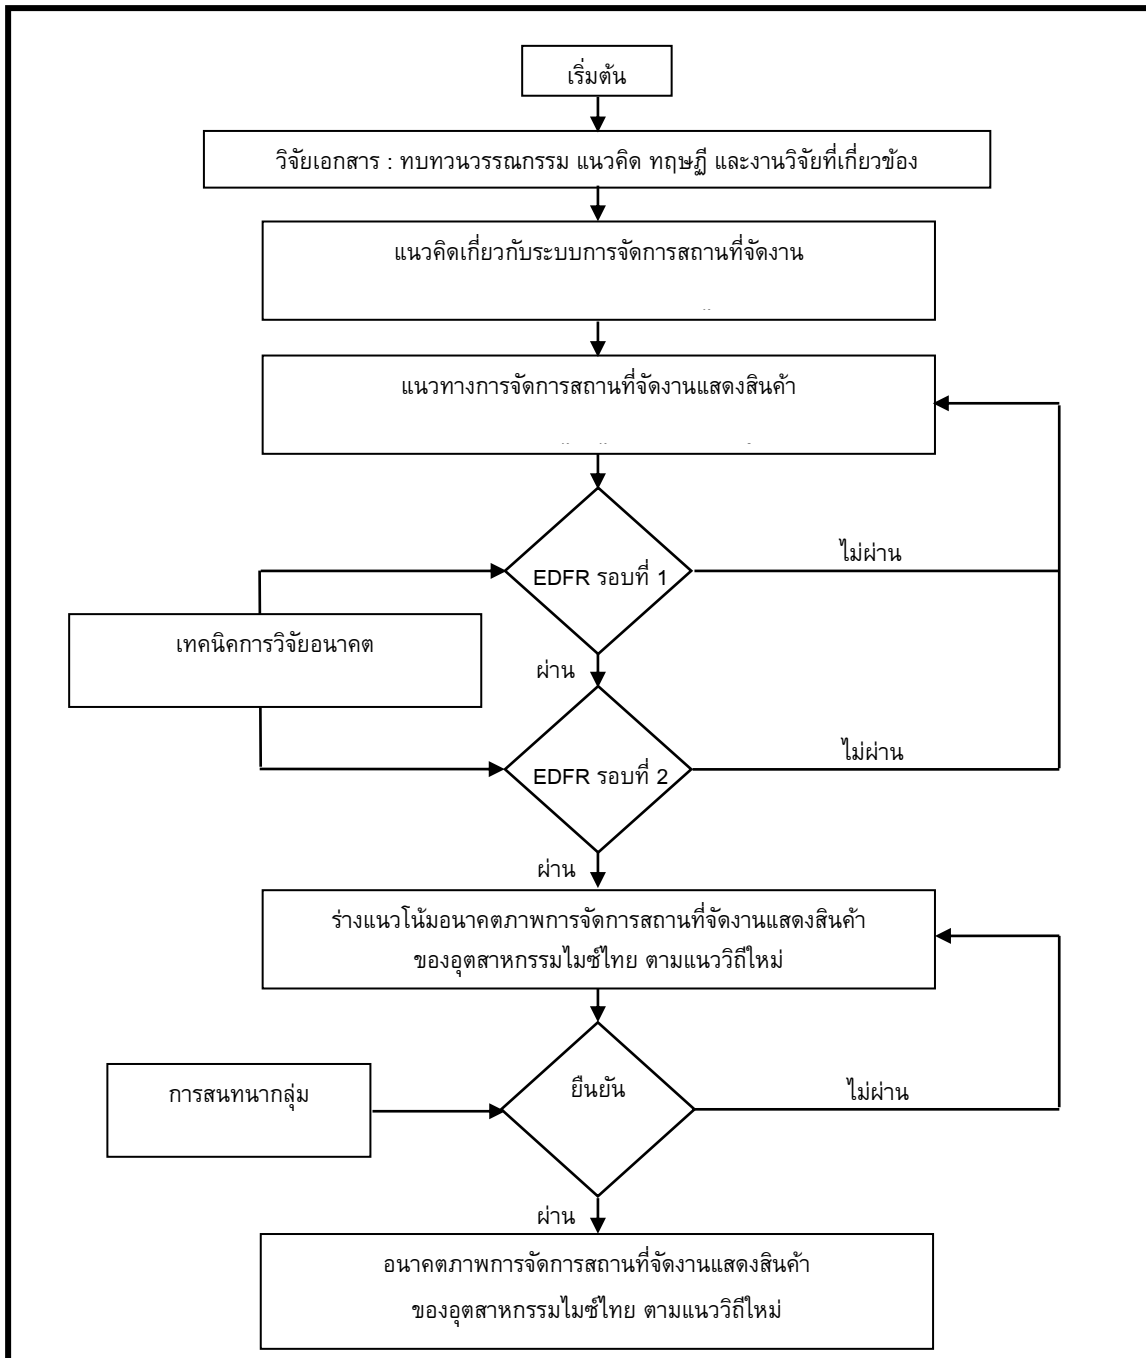 เริ่มต้น
วิจัยเอกสาร : ทบทวนวรรณกรรม แนวคิด ทฤษฏี และงานวิจัยที่เกี่ยวข้อง
แนวคิดเกี่ยวกับระบบการจัดการสถานที่จัดงาน
แนวทางการจัดการสถานที่จัดงานแสดงสินค้า
ไม่ผ่าน
EDFR รอบที่ 1
เทคนิคการวิจัยอนาคต
ผ่าน
ไม่ผ่าน
EDFR รอบที่ 2
ผ่าน
ร่างแนวโน้มอนาคตภาพการจัดการสถานที่จัดงานแสดงสินค้า
ของอุตสาหกรรมไมซ์ไทย ตามแนววิถีใหม่
การสนทนากลุ่ม
ยืนยัน
ไม่ผ่าน
ผ่าน
อนาคตภาพการจัดการสถานที่จัดงานแสดงสินค้า
ของอุตสาหกรรมไมซ์ไทย ตามแนววิถีใหม่